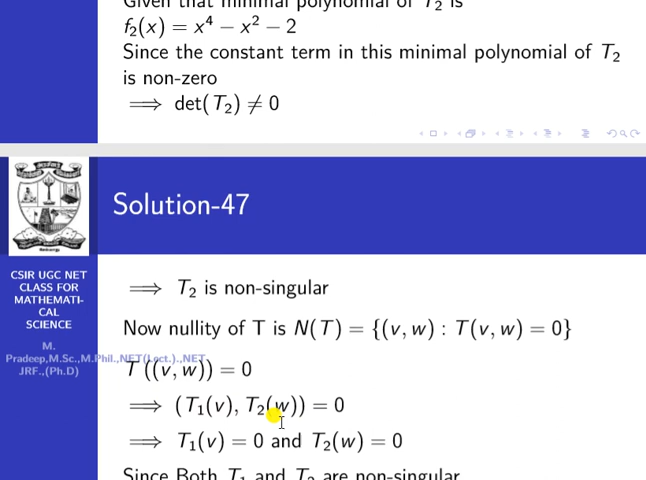 Given that minimal polynomial of T₂ is
f₂(x) = x⁴ − x² − 2
Since the constant term in this minimal polynomial of T₂
is non-zero
⟹ det(T₂) ≠ 0
Solution-47
CSIR UGC NET
CLASS FOR
MATHEMATI-
CAL
SCIENCE
M.
Pradeep,M.Sc.,M.Phil.,NET(Lect.).,NET
JRF.,(Ph.D)
⟹ T₂ is non-singular
Now nullity of T is N(T) = {(v, w) : T(v, w) = 0}
T ((v, w)) = 0
⟹ (T₁(v), T₂(w)) = 0
⟹ T₁(v) = 0 and T₂(w) = 0
Since Both T₁ and T₂ are non-singular